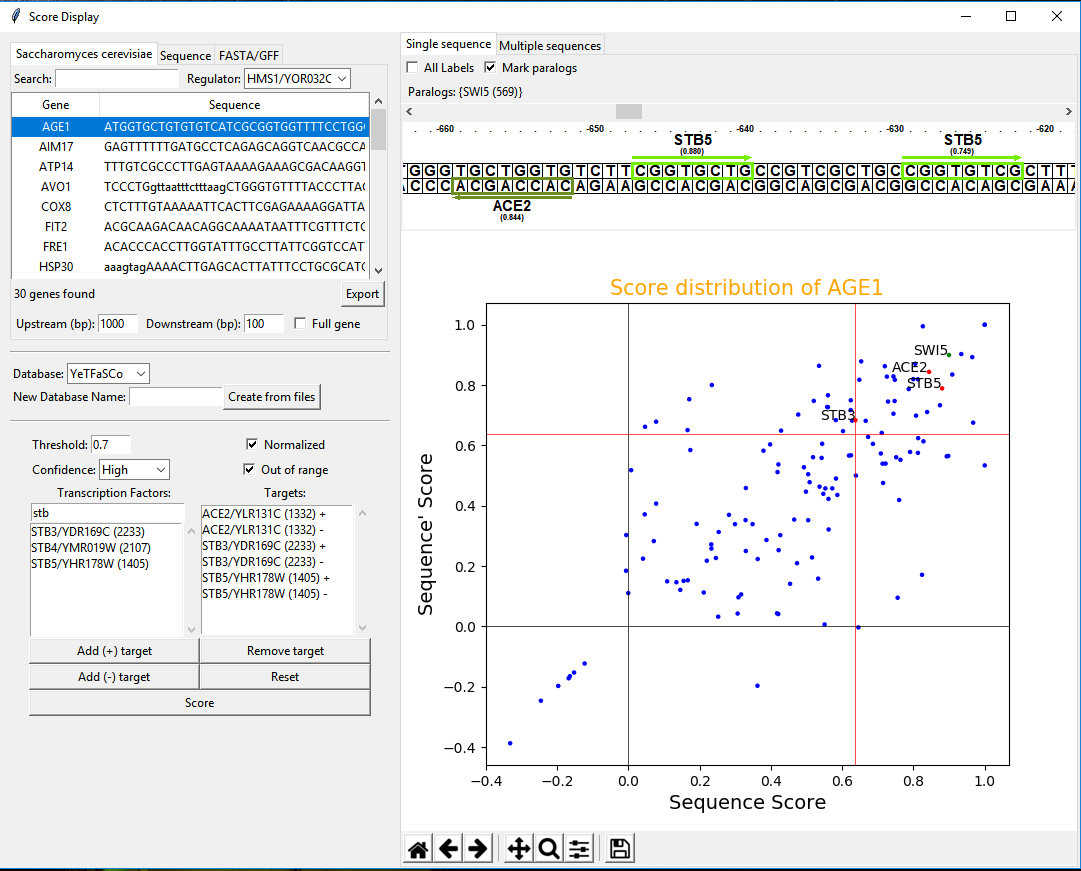 Score Display
Saccharomyces cerevisiae Sequence FASTA/GFF
Search: Regulator: HMS1/YOR032C
Gene Sequence
AGE1 ATGGTGCTGTGTGTCATCGCGGTGGTTTTCCTGG
AIM17 GAGTTTTTTGATGCCTCAGAGCAGGTCAACGCCA
ATP14 TTTGTCGCCCTTGAGTAAAAGAAAGCGACAAGGT
AVO1 TCCCTGgttaatttctttaagCTGGGTGTTTTACCCTTA
COX8 CTCTTTGTAAAAATTCACTTCGAGAAAAGGATTA
FIT2 ACGCAAGACAACAGGCAAAATAATTTCGTTTCTC
FRE1 ACACCCACCTTGGTATTTGCCTTATTCGGTCCAT
HSP30 aaagtagAAAACTTGAGCACTTATTTCCTGCGCAT
30 genes found
Export
Upstream (bp): 1000 Downstream (bp): 100 Full gene
Database: YeTFaSCo
New Database Name: Create from files
Threshold: 0.7 Normalized
Confidence: High Out of range
Transcription Factors: Targets:
stb
STB3/YDR169C (2233)
STB4/YMR019W (2107)
STB5/YHR178W (1405)
ACE2/YLR131C (1332) +
ACE2/YLR131C (1332) -
STB3/YDR169C (2233) +
STB3/YDR169C (2233) -
STB5/YHR178W (1405) +
STB5/YHR178W (1405) -
Add (+) target Remove target
Add (-) target Reset
Score
Single sequence Multiple sequences
All Labels Mark paralogs
Paralogs: {SWI5 (569)}
-660 -650 -640 -630 -620
STB5 STB5
(0.880) (0.749)
GGGTGCTGGTGTCTTCGGTGCTGCCGTCGCTGCCGGTGTCGCTTT
CCCACGACCACAGAAGCCACGACGGCAGCGACGGCCACAGCGAAA
ACE2
(0.844)
Score distribution of AGE1
Sequence' Score
1.0
0.8
0.6
0.4
0.2
0.0
−0.2
−0.4
SWI5
ACE2
STB5
STB3
−0.4 −0.2 0.0 0.2 0.4 0.6 0.8 1.0
Sequence Score